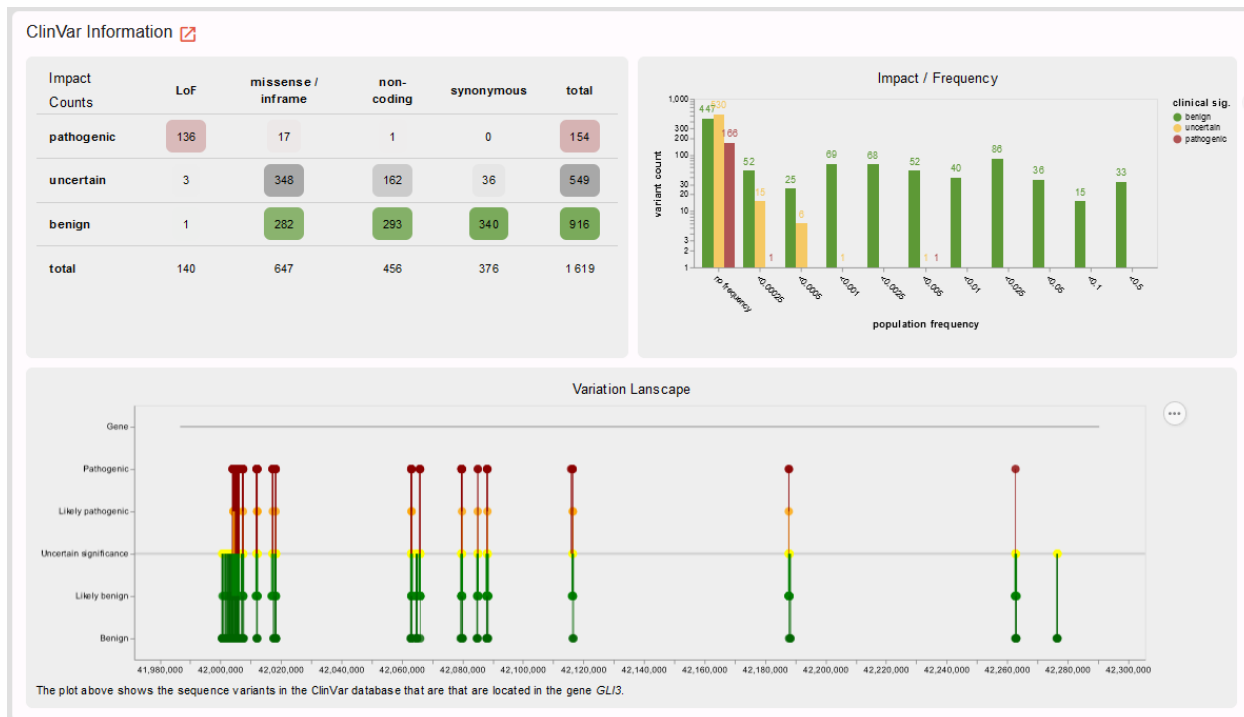 ClinVar Information
Impact Counts LoF missense / inframe non-coding synonymous total
pathogenic 136 17 1 0 154
uncertain 3 348 162 36 549
benign 1 282 293 340 916
total 140 647 456 376 1 619
Impact / Frequency
clinical sig.
benign
uncertain
pathogenic
variant count
1,000
300
200
100
30
20
10
3
2
1
447 530 166
52 15 1
25 6
69 1
68
52 1 1
40
86
36
15
33
no frequency <0.00025 <0.0005 <0.001 <0.0025 <0.005 <0.01 <0.025 <0.05 <0.1 <0.5
population frequency
Variation Lanscape
Gene
Pathogenic
Likely pathogenic
Uncertain significance
Likely benign
Benign
41,980,000 42,000,000 42,020,000 42,040,000 42,060,000 42,080,000 42,100,000 42,120,000 42,140,000 42,160,000 42,180,000 42,200,000 42,220,000 42,240,000 42,260,000 42,280,000 42,300,000
The plot above shows the sequence variants in the ClinVar database that are that are located in the gene GLI3.